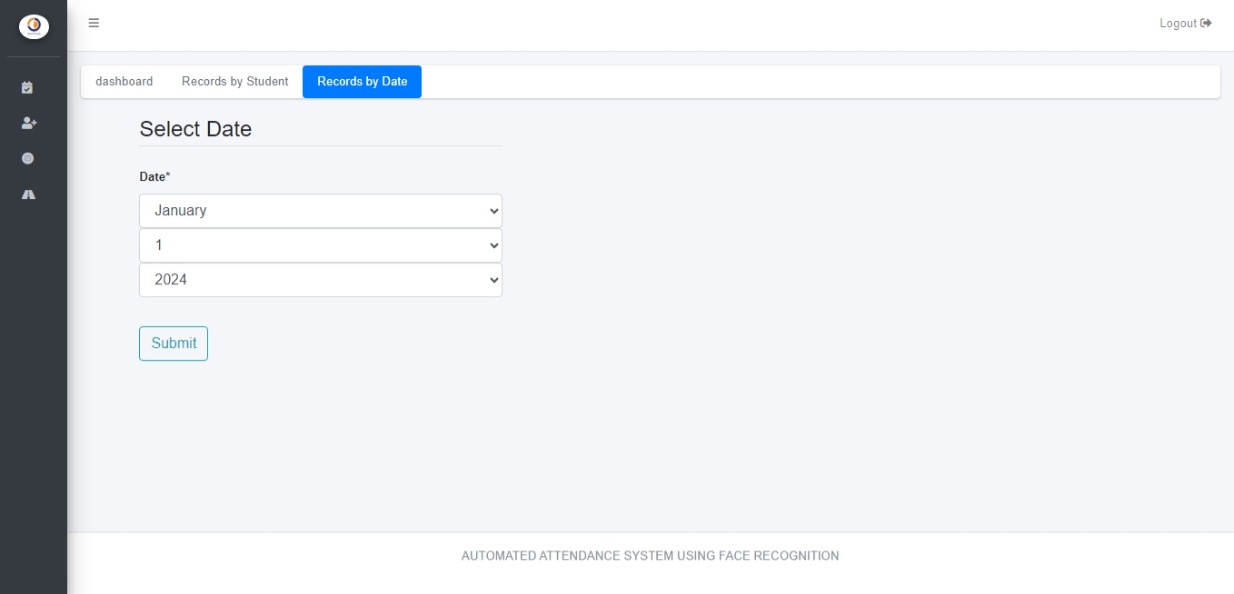 Logout
dashboard Records by Student Records by Date
Select Date
Date*
January
1
2024
Submit
AUTOMATED ATTENDANCE SYSTEM USING FACE RECOGNITION